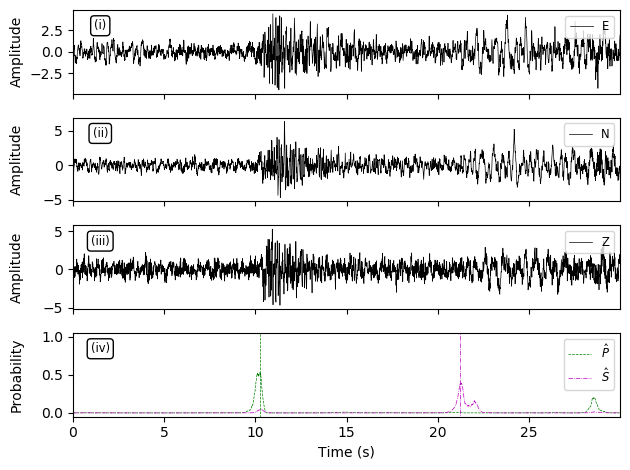 (i)
E
Amplitude
2.5
0.0
−2.5
(ii)
N
Amplitude
5
0
−5
(iii)
Z
Amplitude
5
0
−5
(iv)
P̂
Ŝ
Probability
1.0
0.5
0.0
0 5 10 15 20 25
Time (s)